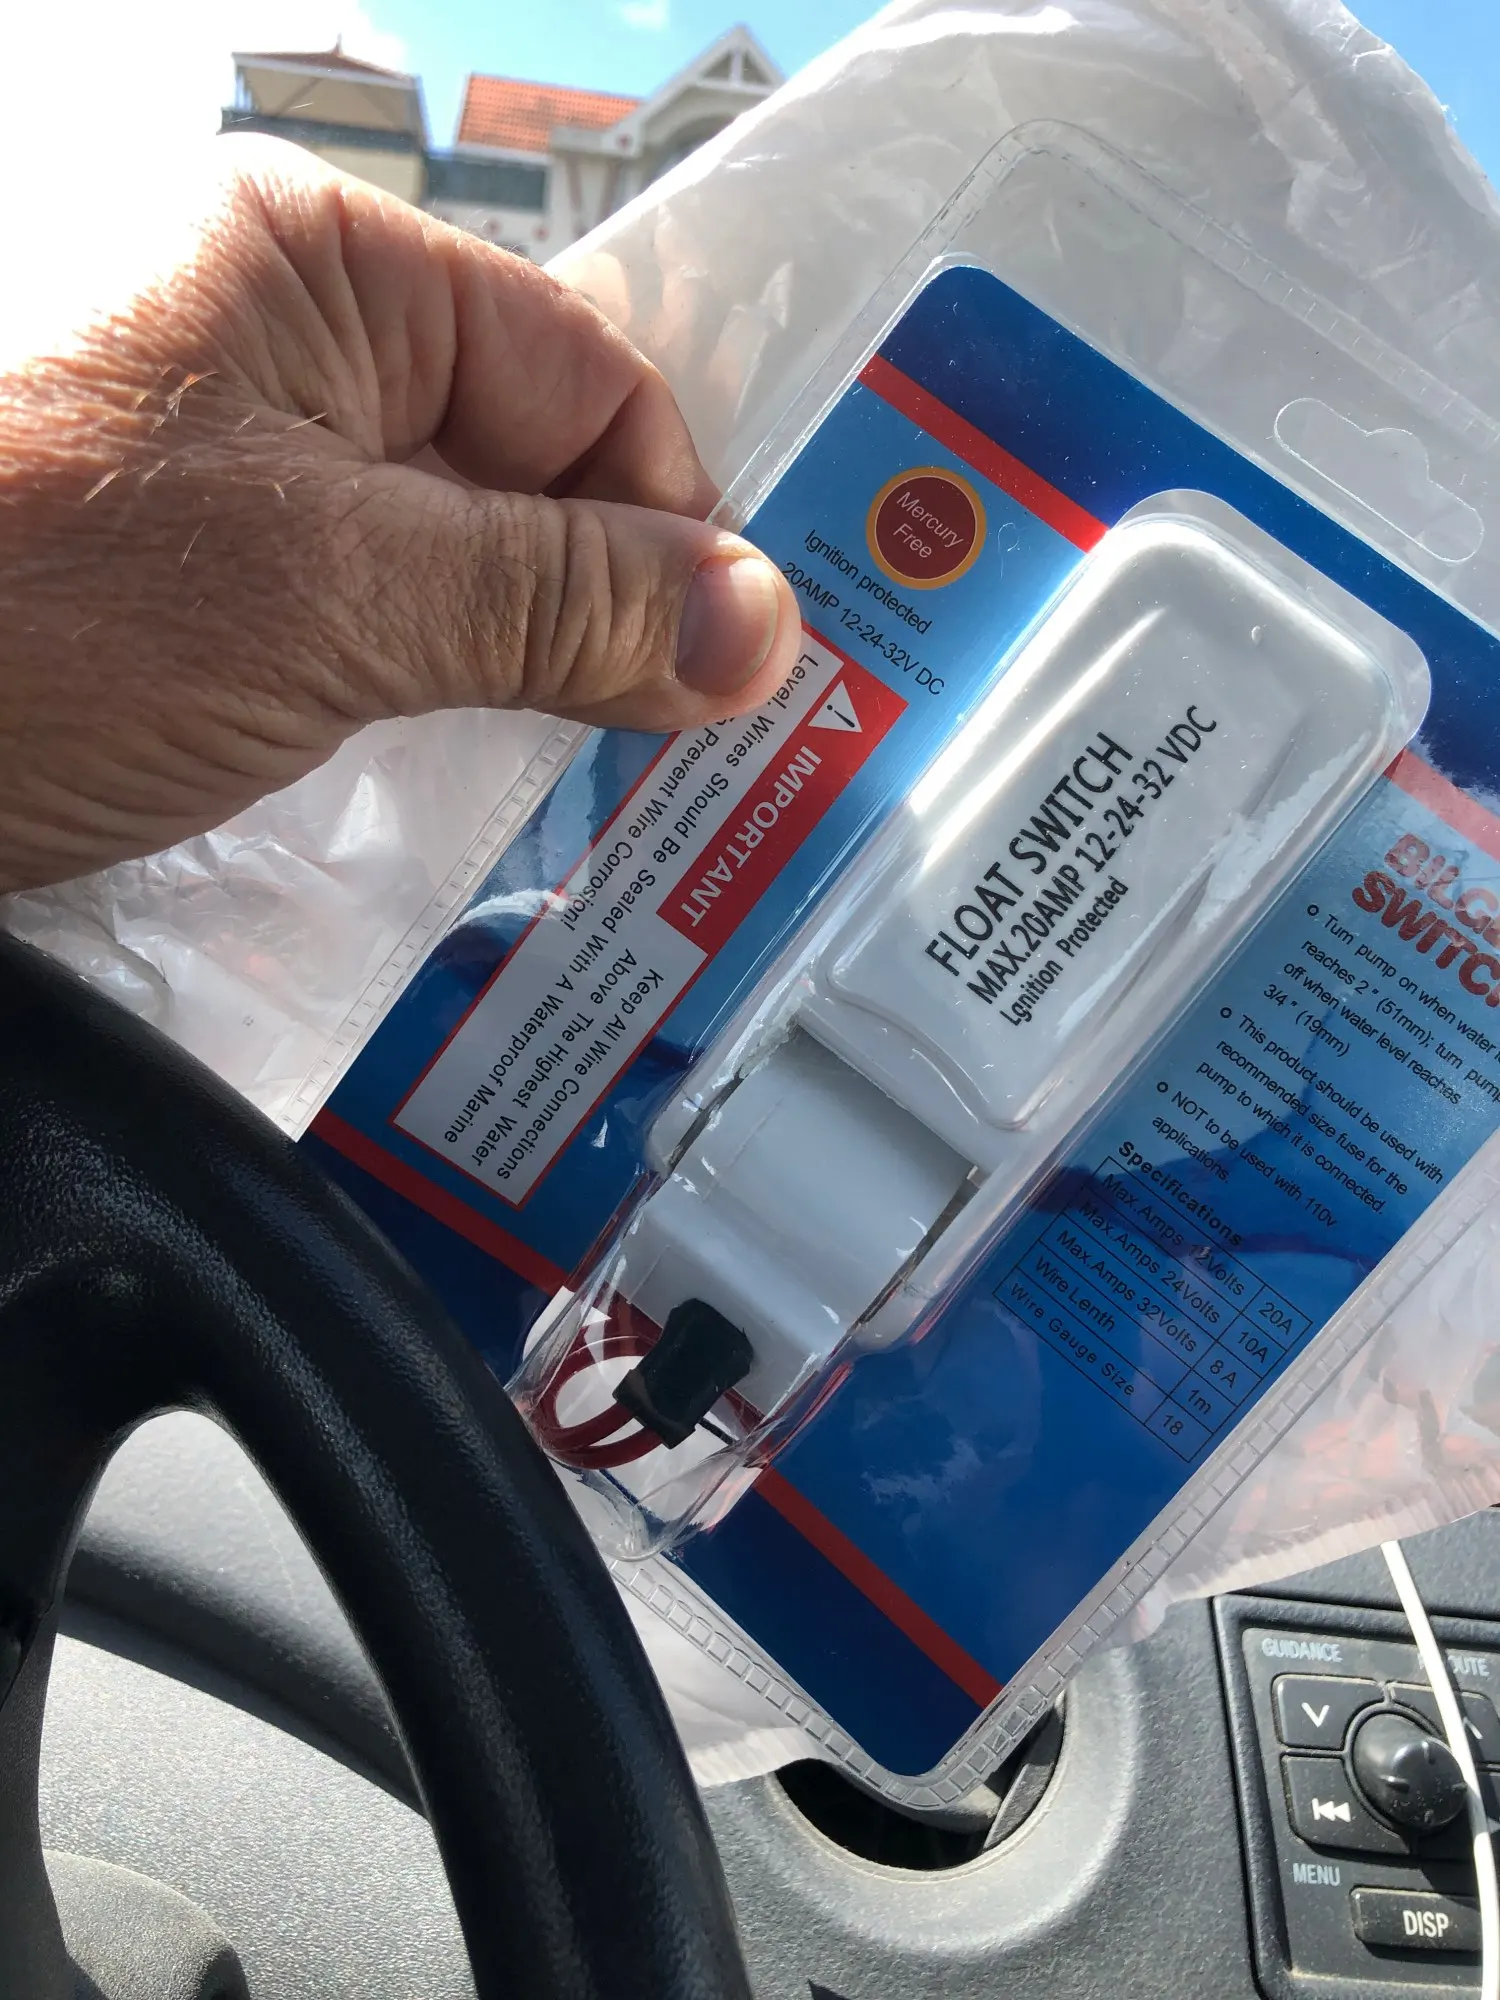 Mercury
Free
Ignition protected
20AMP 12-24-32V DC
IMPORTANT
Keep All Wire Connections
Above The Highest Water
Level, Wires Should Be Sealed With A Waterproof Marine
Prevent Wire Corrosion!
FLOAT SWITCH
MAX.20AMP 12-24-32 VDC
Lgnition Protected
BILGE
SWITCH
Turn pump on when water
reaches 2 " (51mm); turn pump
off when water level reaches
3/4 " (19mm)
This product should be used with
recommended size fuse for the
pump to which it is connected.
NOT to be used with 110v
applications.
Specifications
Max.Amps 12Volts 20A
Max.Amps 24Volts 10A
Max.Amps 32Volts 8 A
Wire Lenth 1m
Wire Gauge Size 18
GUIDANCE
MENU
DISP